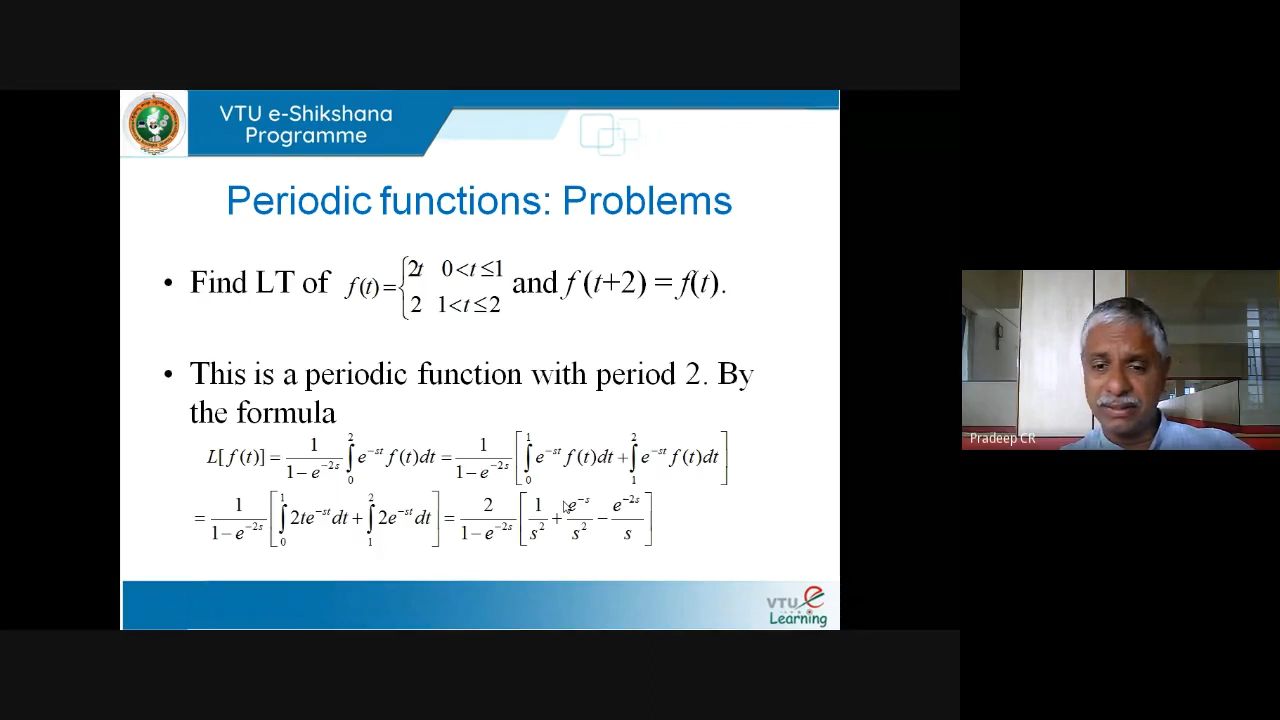 VTU e-Shikshana
Programme
Periodic functions: Problems
• Find LT of f(t) = { 2t 0<t≤1, 2 1<t≤2 and f (t+2) = f(t).
• This is a periodic function with period 2. By
the formula
L[f(t)] = 1/(1−e^{−2s}) ∫_0^2 e^{−st} f(t)dt = 1/(1−e^{−2s}) [ ∫_0^1 e^{−st} f(t)dt + ∫_1^2 e^{−st} f(t)dt ]
= 1/(1−e^{−2s}) [ ∫_0^1 2te^{−st}dt + ∫_1^2 2e^{−st}dt ] = 2/(1−e^{−2s}) [ 1/s^2 + e^{−s}/s^2 − e^{−2s}/s ]
VTU e
Learning
Pradeep CR